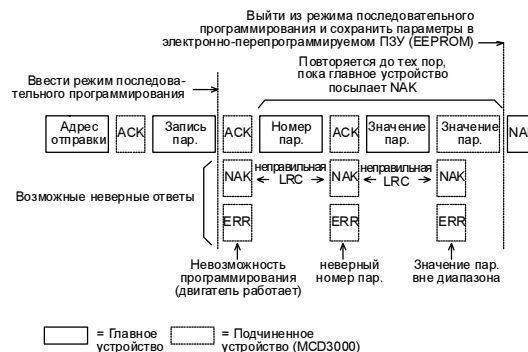 Выйти из режима последовательного
программирования и сохранить параметры в
электронно-перепрограммируемом ПЗУ (EEPROM)
Ввести режим последова-
тельного программирования
Повторяется до тех пор,
пока главное устройство
посылает NAK
Адрес
отправки
ACK
Запись
пар.
ACK
Номер
пар.
ACK
Значение
пар.
Значение
пар.
NAK
Возможные неверные ответы
NAK
неправильная
LRC
NAK
неправильная
LRC
NAK
ERR
ERR
ERR
Невозможность
программирования
(двигатель работает)
неверный
номер пар.
Значение пар.
вне диапазона
= Главное
устройство
= Подчиненное
устройство (MCD3000)